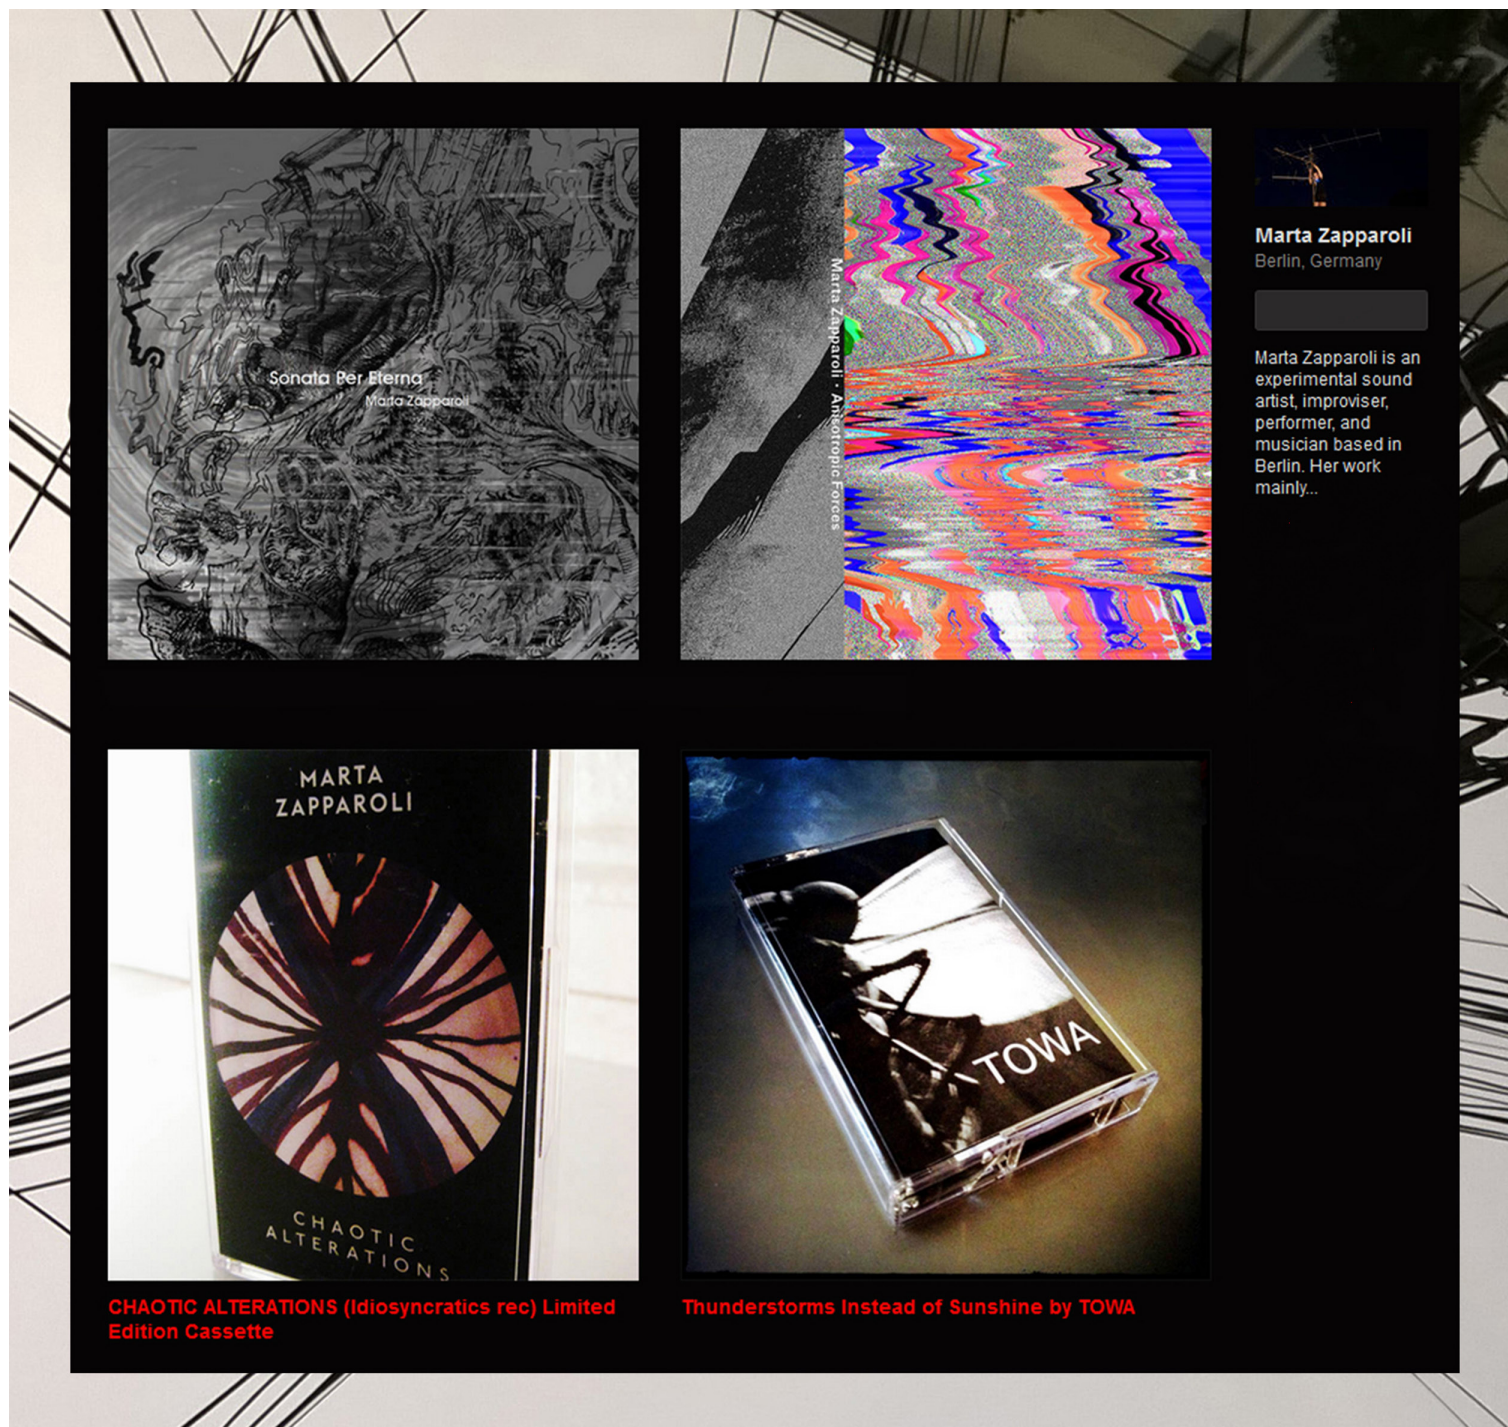 Sonata Per Eterna
Marta Zapparoli
Marta Zapparoli · Anisotropic Forces
Marta Zapparoli
Berlin, Germany
Marta Zapparoli is an
experimental sound
artist, improviser,
performer, and
musician based in
Berlin. Her work
mainly...
MARTA
ZAPPAROLI
CHAOTIC
ALTERATIONS
TOWA
CHAOTIC ALTERATIONS (Idiosyncratics rec) Limited
Edition Cassette
Thunderstorms Instead of Sunshine by TOWA